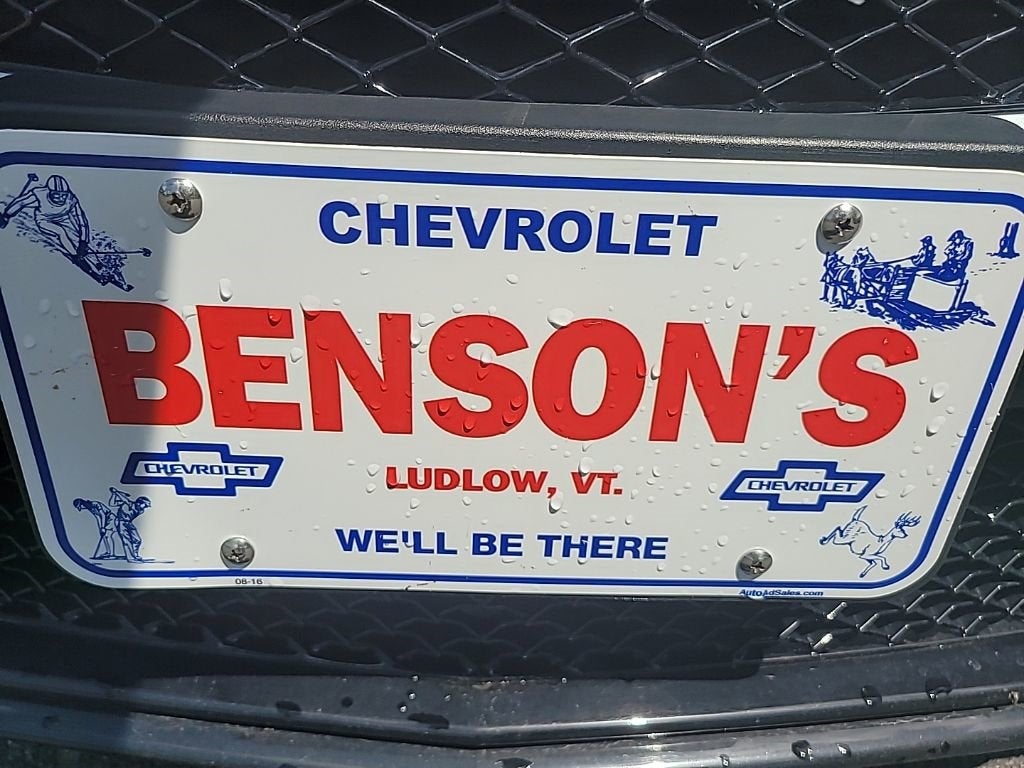 CHEVROLET
BENSON'S
CHEVROLET
LUDLOW, VT.
CHEVROLET
WE'LL BE THERE
08-16
AutoAdSales.com